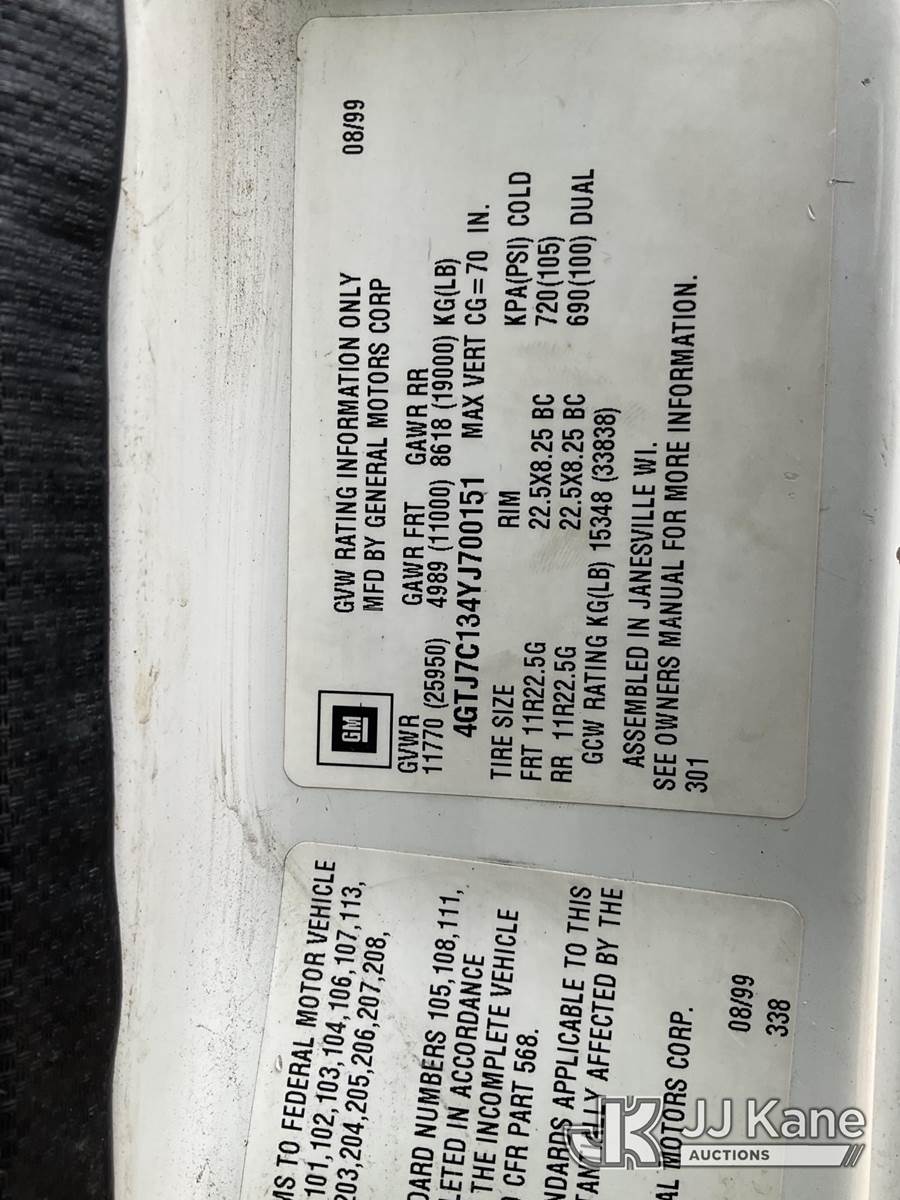 GVW RATING INFORMATION ONLY 08/99
MFD BY GENERAL MOTORS CORP
GM
GVWR GAWR FRT GAWR RR
11770 (25950) 4989 (11000) 8618 (19000) KG(LB)
4GTJ7C134YJ700151 MAX VERT CG=70 IN.
TIRE SIZE RIM KPA(PSI) COLD
FRT 11R22.5G 22.5X8.25 BC 720(105)
RR 11R22.5G 22.5X8.25 BC 690(100) DUAL
GCW RATING KG(LB) 15348 (33838)
ASSEMBLED IN JANESVILLE WI.
SEE OWNERS MANUAL FOR MORE INFORMATION.
301
MS TO FEDERAL MOTOR VEHICLE
101,102,103,104,106,107,113,
203,204,205,206,207,208,
DARD NUMBERS 105,108,111,
LETED IN ACCORDANCE
THE INCOMPLETE VEHICLE
CFR PART 568.
NDARDS APPLICABLE TO THIS
AFFECTED BY THE
AL MOTORS CORP.
08/99
338
JK JJ Kane
AUCTIONS